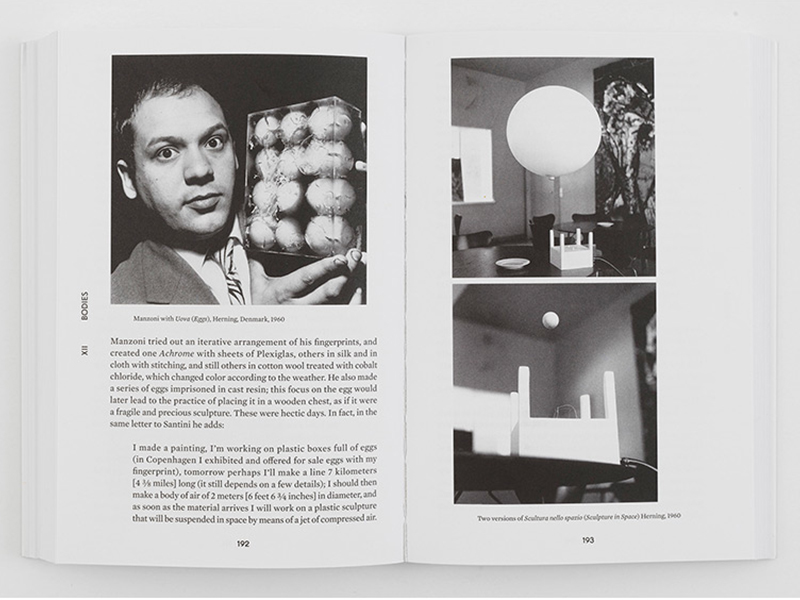 Manzoni with Uova (Eggs), Herning, Denmark, 1960
XII BODIES
Manzoni tried out an iterative arrangement of his fingerprints, and
created one Achrome with sheets of Plexiglas, others in silk and in
cloth with stitching, and still others in cotton wool treated with cobalt
chloride, which changed color according to the weather. He also made
a series of eggs imprisoned in cast resin; this focus on the egg would
later lead to the practice of placing it in a wooden chest, as if it were
a fragile and precious sculpture. These were hectic days. In fact, in the
same letter to Santini he adds:
I made a painting, I'm working on plastic boxes full of eggs
(in Copenhagen I exhibited and offered for sale eggs with my
fingerprint), tomorrow perhaps I'll make a line 7 kilometers
[4 ⅜ miles] long (it still depends on a few details); I should then
make a body of air of 2 meters [6 feet 6 ¾ inches] in diameter, and
as soon as the material arrives I will work on a plastic sculpture
that will be suspended in space by means of a jet of compressed air.
192
Two versions of Scultura nello spazio (Sculpture in Space) Herning, 1960
193